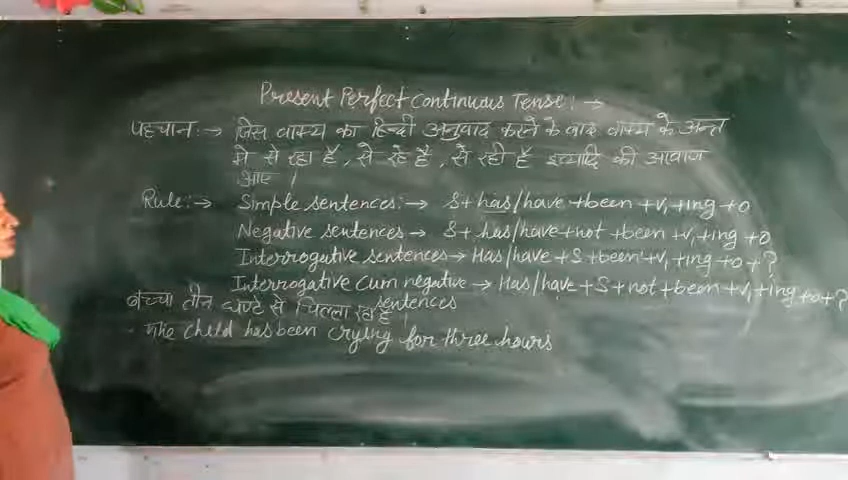 Present Perfect Continuous Tense : →
पहचान :→ जिस वाक्य का हिन्दी अनुवाद करने के बाद वाक्य के अन्त
मे से रहा है , से रहे है , से रही है इत्यादि की आवाज
आए ।
Rule:→ Simple sentences :→ S+ has/have +been +v₁+ing +o
Negative sentences → S+ has/have+not +been +v₁+ing +o
Interrogative sentences → Has/have + S +been+v₁+ing +o +?
Interrogative cum negative → Has/have + S + not + been + v₁+ing +o +?
sentences
बच्चा तीन घण्टे से चिल्ला रहा है ।
The child has been crying for three hours